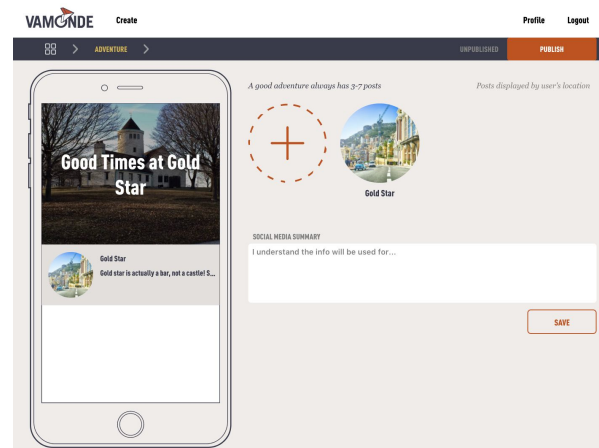 VAMONDE
Create
Profile
Logout
ADVENTURE
UNPUBLISHED
PUBLISH
Good Times at Gold
Star
Gold Star
Gold star is actually a bar, not a castle! S...
A good adventure always has 3-7 posts
Posts displayed by user's location
Gold Star
SOCIAL MEDIA SUMMARY
I understand the info will be used for...
SAVE